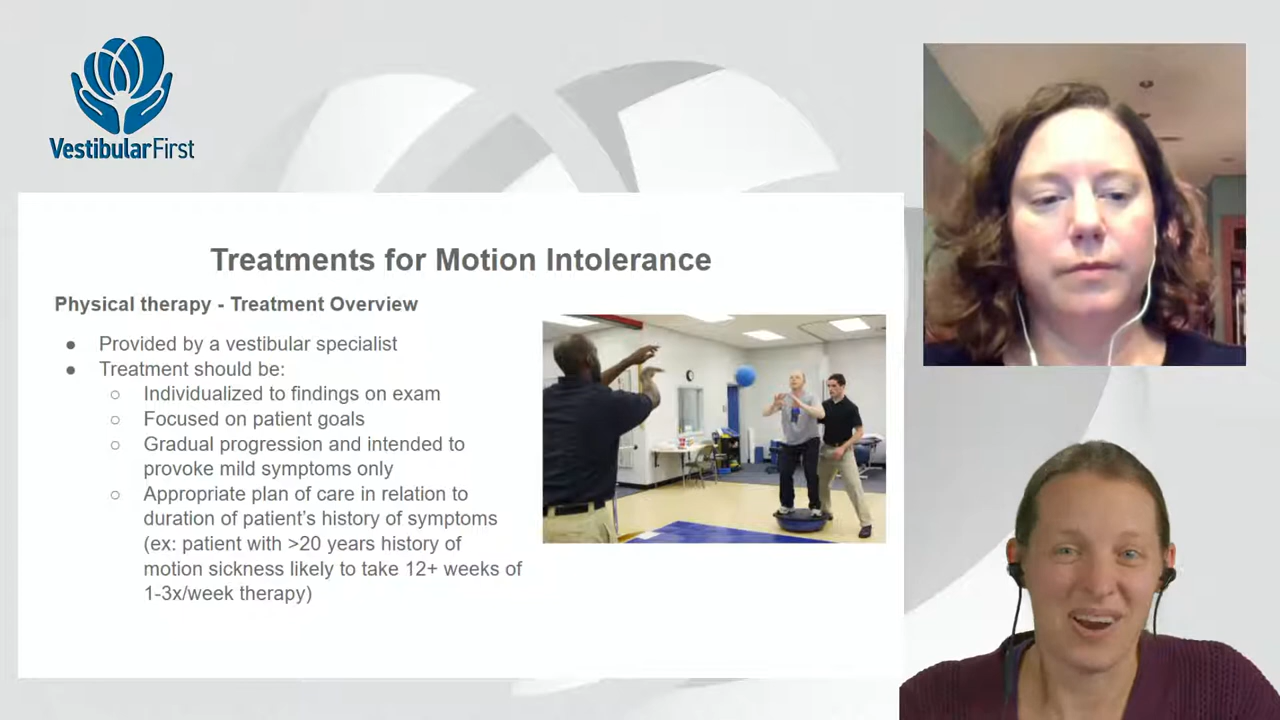 VestibularFirst
Treatments for Motion Intolerance
Physical therapy - Treatment Overview
● Provided by a vestibular specialist
● Treatment should be:
○ Individualized to findings on exam
○ Focused on patient goals
○ Gradual progression and intended to
provoke mild symptoms only
○ Appropriate plan of care in relation to
duration of patient’s history of symptoms
(ex: patient with >20 years history of
motion sickness likely to take 12+ weeks of
1-3x/week therapy)